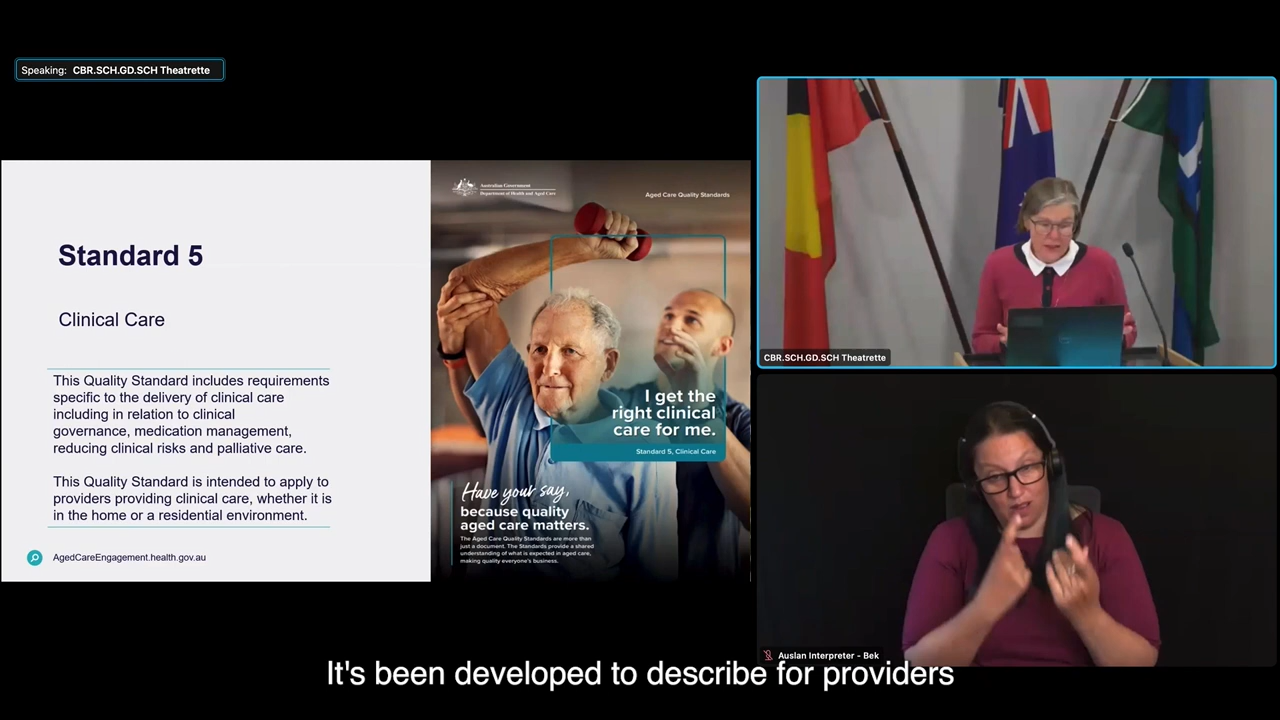 Speaking: CBR.SCH.GD.SCH Theatrette
Standard 5
Clinical Care
This Quality Standard includes requirements
specific to the delivery of clinical care
including in relation to clinical
governance, medication management,
reducing clinical risks and palliative care.
This Quality Standard is intended to apply to
providers providing clinical care, whether it is
in the home or a residential environment.
AgedCareEngagement.health.gov.au
Australian Government
Department of Health and Aged Care
Aged Care Quality Standards
I get the
right clinical
care for me.
Standard 5, Clinical Care
Have your say,
because quality
aged care matters.
The Aged Care Quality Standards are more than
just a document. The Standards provide a shared
understanding of what is expected in aged care,
making quality everyone's business.
CBR.SCH.GD.SCH Theatrette
Auslan Interpreter - Bek
It's been developed to describe for providers